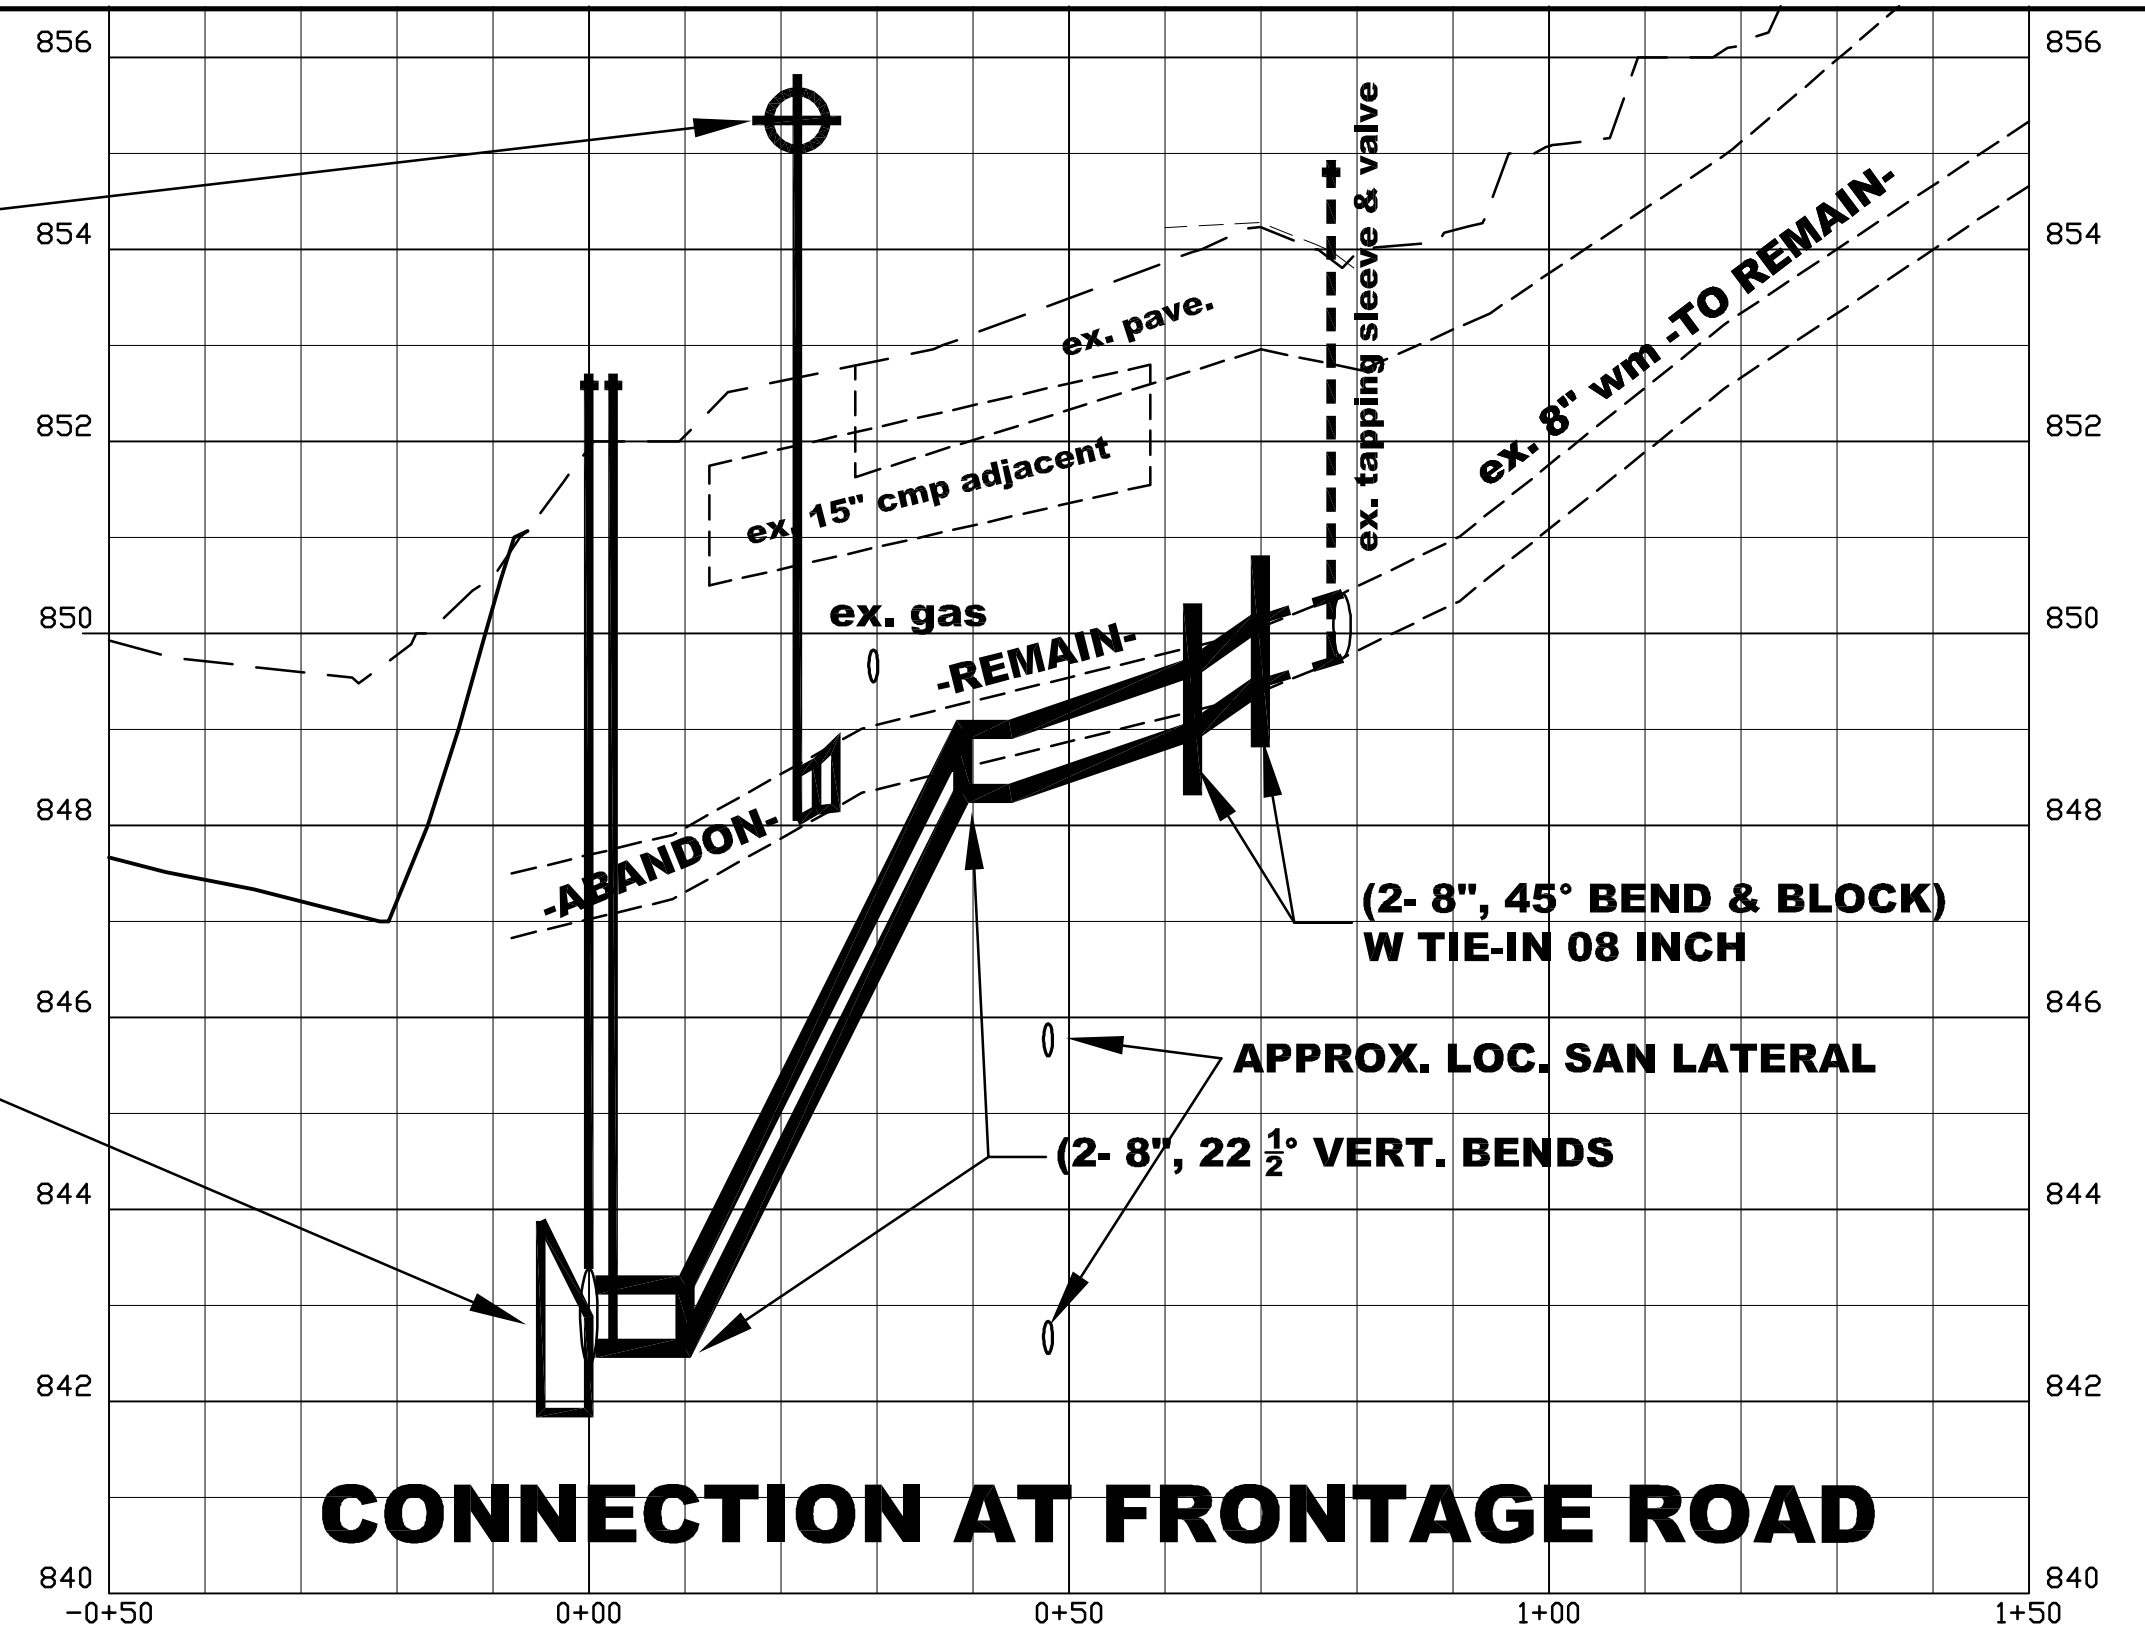 856 856
ex. tapping sleeve & valve
854 854
ex. 8" wm -TO REMAIN-
ex. pave.
852 852
ex. 15" cmp adjacent
850 850
ex. gas
-REMAIN-
848 848
-ABANDON-
(2- 8", 45° BEND & BLOCK)
W TIE-IN 08 INCH
846 846
APPROX. LOC. SAN LATERAL
(2- 8", 22 ½° VERT. BENDS
844 844
842 842
CONNECTION AT FRONTAGE ROAD
840 840
-0+50 0+00 0+50 1+00 1+50